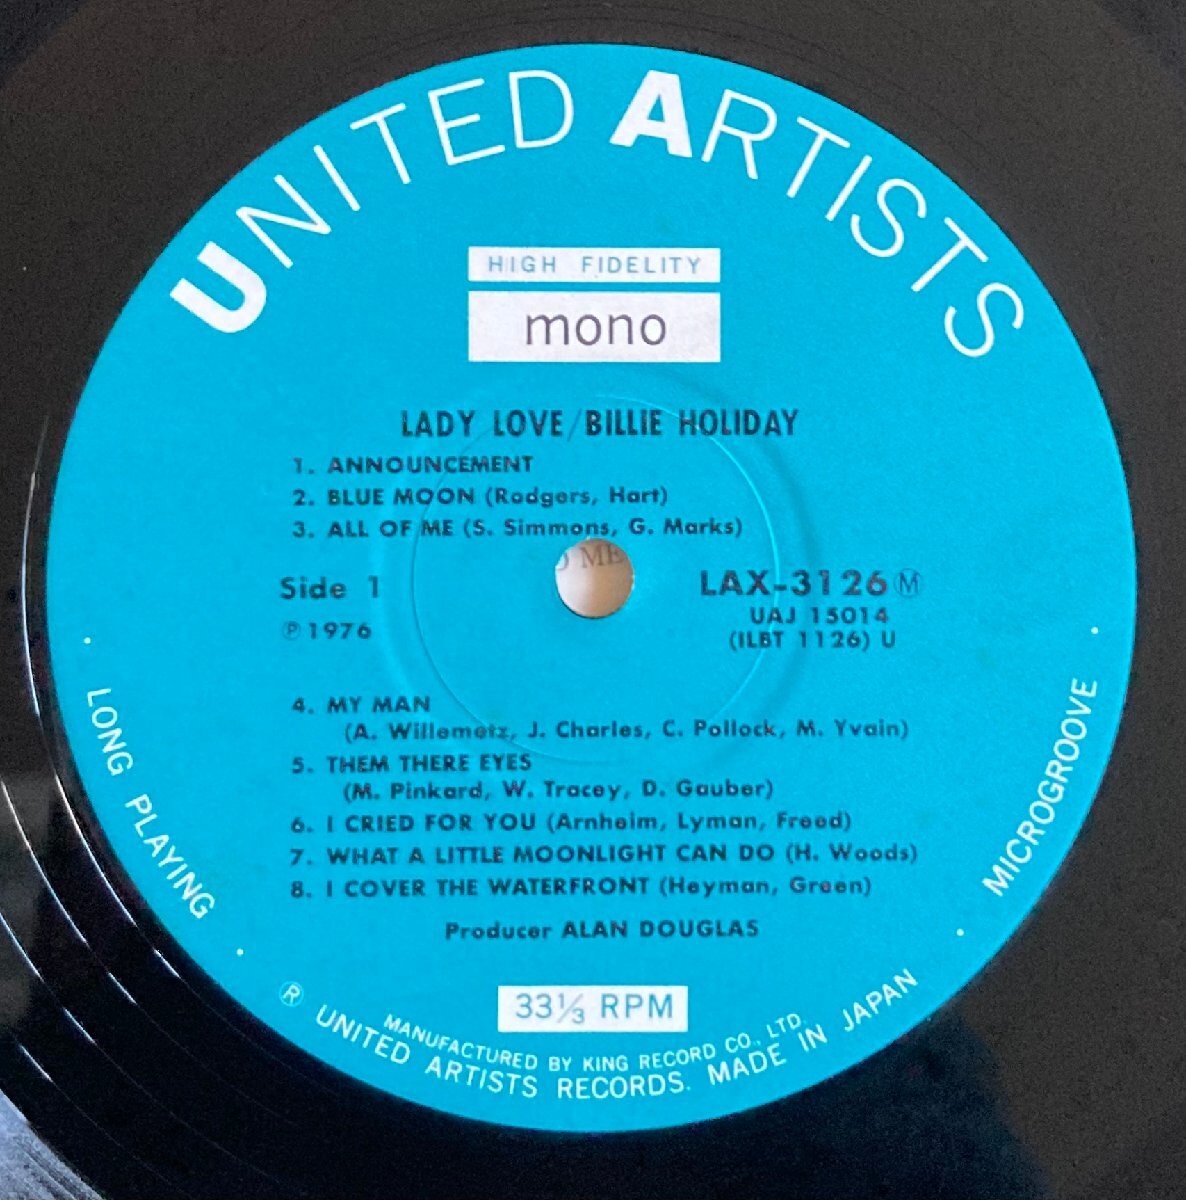 UNITED ARTISTS
HIGH FIDELITY
mono
LADY LOVE/BILLIE HOLIDAY
1. ANNOUNCEMENT
2. BLUE MOON (Rodgers, Hart)
3. ALL OF ME (S. Simmons, G. Marks)
O ME
Side 1
LAX-3126 Ⓜ
℗ 1976
UAJ 15014
(ILBT 1126) U
4. MY MAN
(A. Willemetz, J. Charles, C. Pollock, M. Yvain)
5. THEM THERE EYES
(M. Pinkard, W. Tracey, D. Gauber)
6. I CRIED FOR YOU (Arnheim, Lyman, Freed)
7. WHAT A LITTLE MOONLIGHT CAN DO (H. Woods)
8. I COVER THE WATERFRONT (Heyman, Green)
Producer ALAN DOUGLAS
33⅓ RPM
· LONG PLAYING ·
· MICROGROOVE ·
MANUFACTURED BY KING RECORD CO., LTD.
® UNITED ARTISTS RECORDS. MADE IN JAPAN